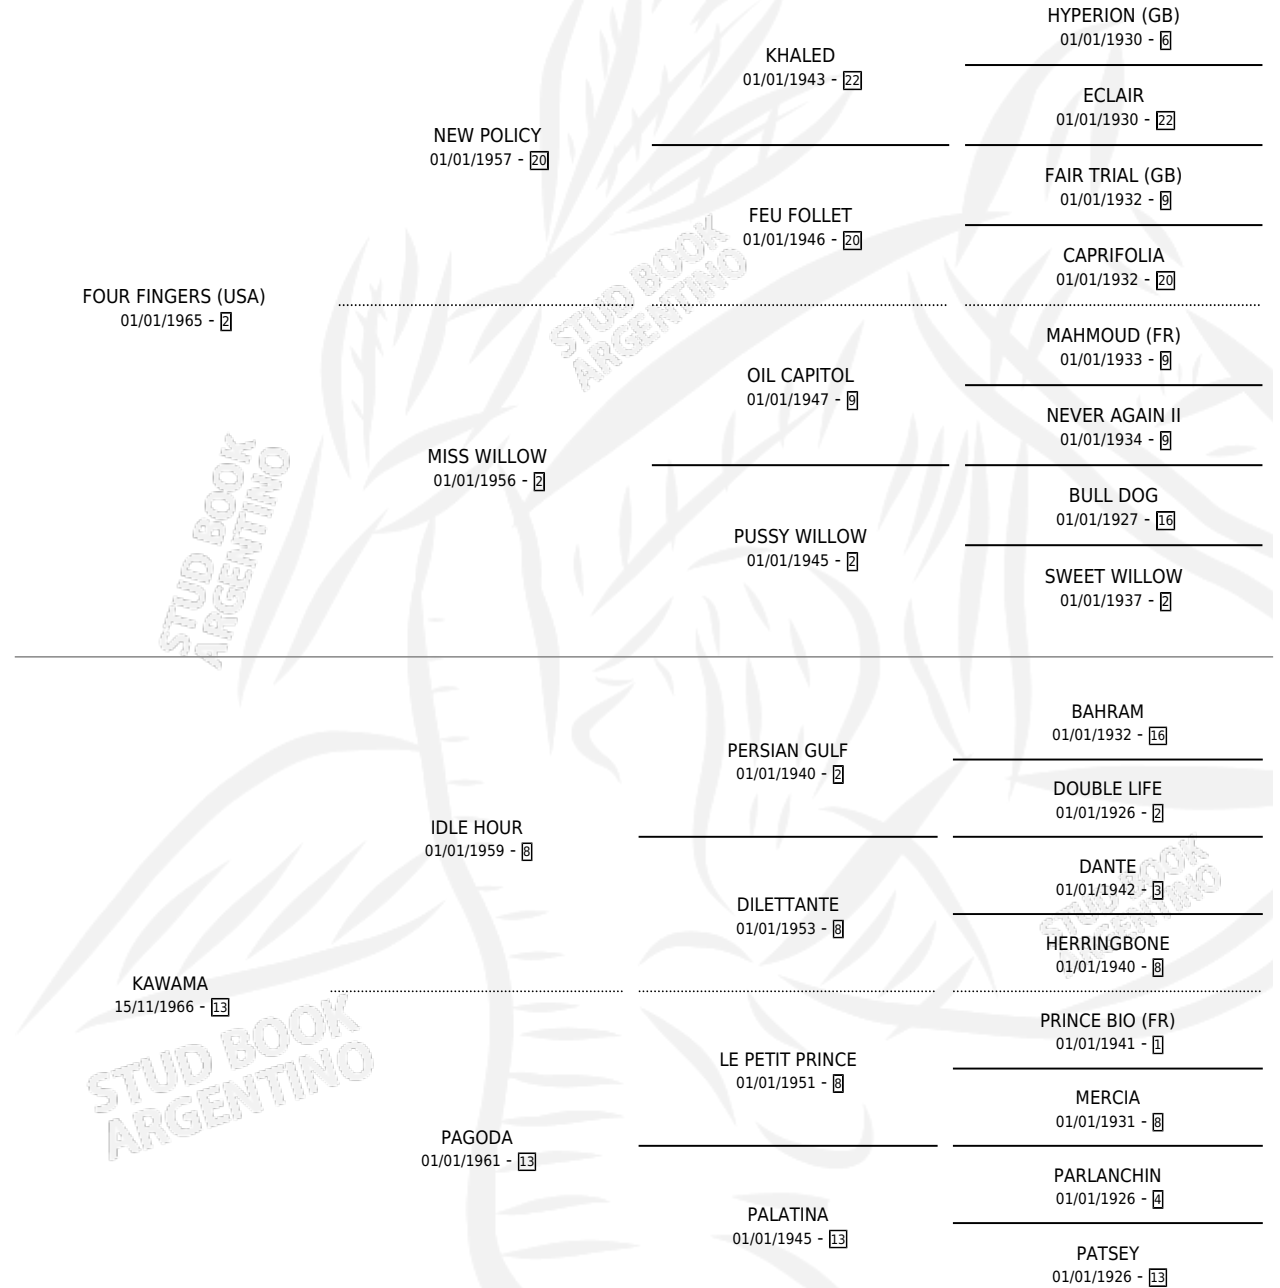 HYPERION (GB)
01/01/1930 - 6
KHALED
01/01/1943 - 22
ECLAIR
01/01/1930 - 22
NEW POLICY
01/01/1957 - 20
FAIR TRIAL (GB)
01/01/1932 - 9
FEU FOLLET
01/01/1946 - 20
CAPRIFOLIA
01/01/1932 - 20
FOUR FINGERS (USA)
01/01/1965 - 2
MAHMOUD (FR)
01/01/1933 - 9
OIL CAPITOL
01/01/1947 - 9
NEVER AGAIN II
01/01/1934 - 9
MISS WILLOW
01/01/1956 - 2
BULL DOG
01/01/1927 - 16
PUSSY WILLOW
01/01/1945 - 2
SWEET WILLOW
01/01/1937 - 2
BAHRAM
01/01/1932 - 16
PERSIAN GULF
01/01/1940 - 2
DOUBLE LIFE
01/01/1926 - 2
IDLE HOUR
01/01/1959 - 8
DANTE
01/01/1942 - 3
DILETTANTE
01/01/1953 - 8
HERRINGBONE
01/01/1940 - 8
KAWAMA
15/11/1966 - 13
PRINCE BIO (FR)
01/01/1941 - 1
LE PETIT PRINCE
01/01/1951 - 8
MERCIA
01/01/1931 - 8
PAGODA
01/01/1961 - 13
PARLANCHIN
01/01/1926 - 4
PALATINA
01/01/1945 - 13
PATSEY
01/01/1926 - 13
STUD BOOK
ARGENTINO
STUD BOOK
ARGENTINO
STUD BOOK
ARGENTINO
STUD BOOK
ARGENTINO